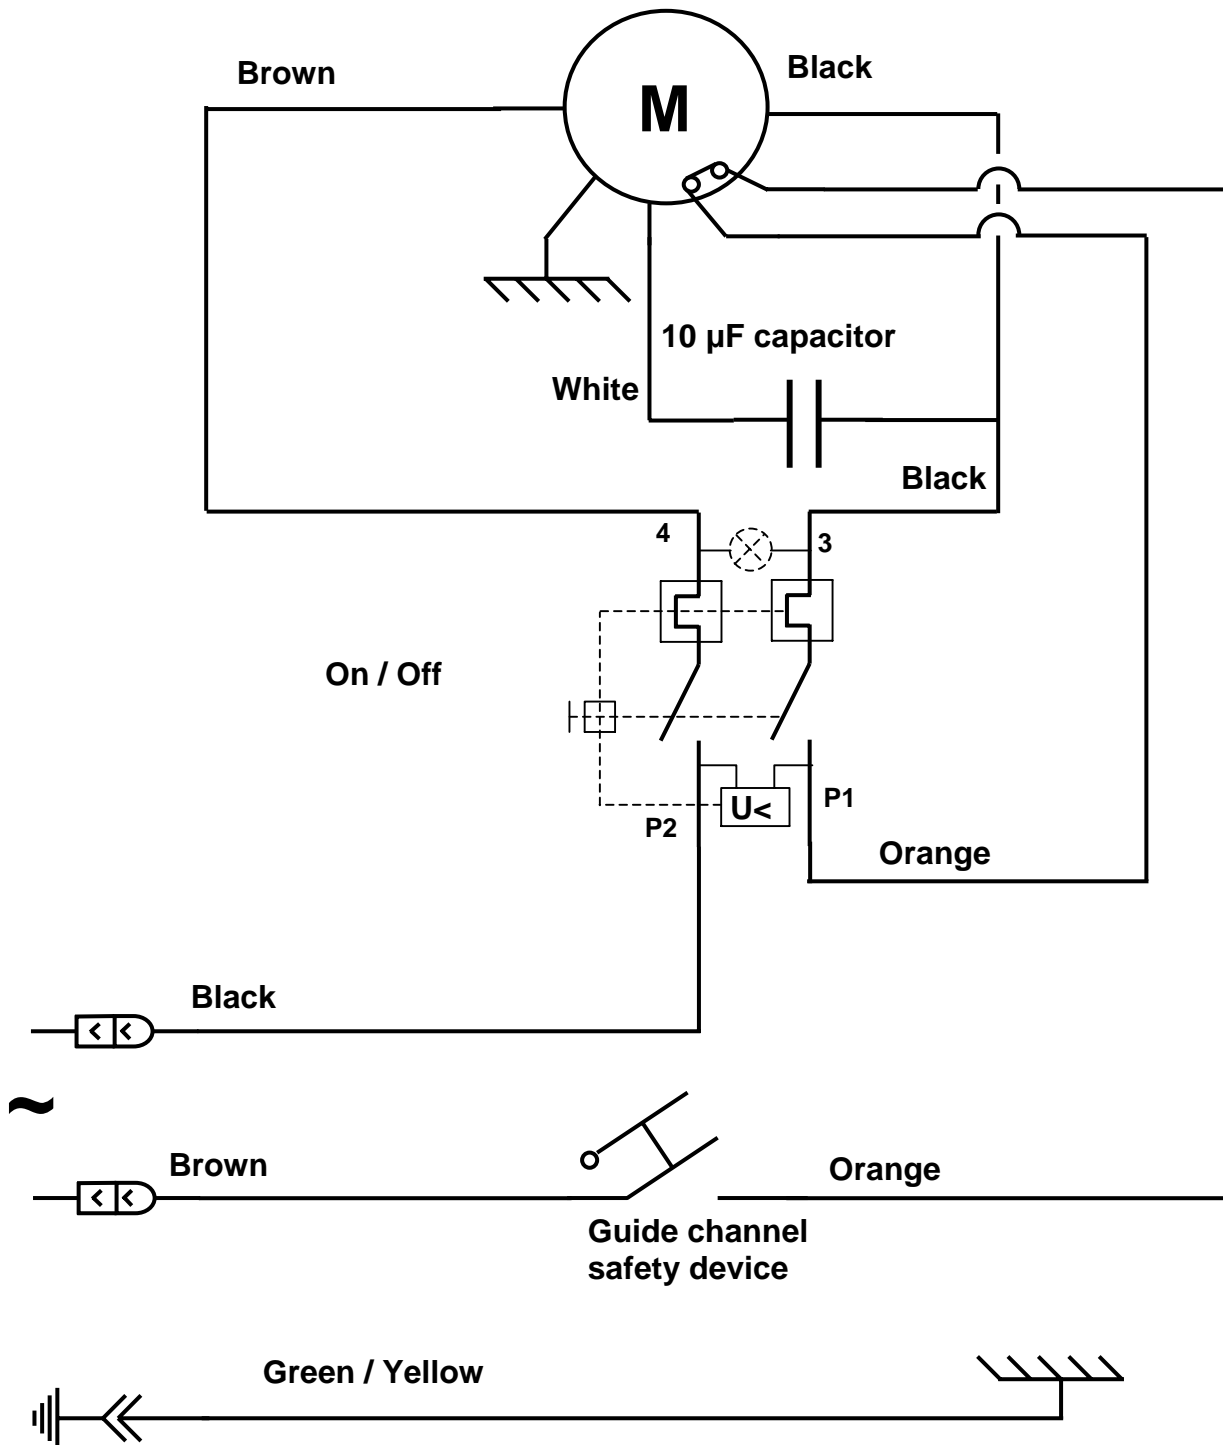 Brown
Black
M
10 µF capacitor
White
Black
4
3
On / Off
U<
P1
P2
Orange
Black
~
Brown
Orange
Guide channel
safety device
Green / Yellow